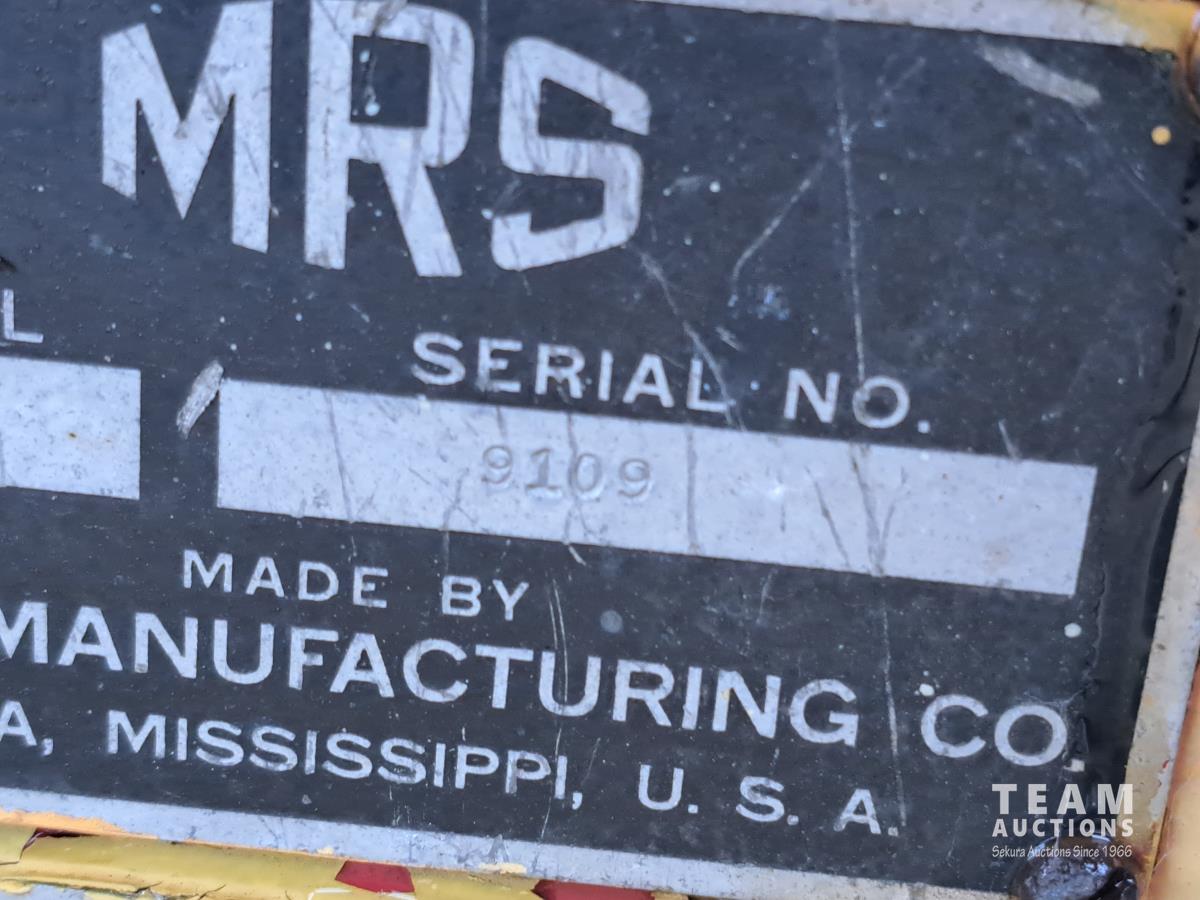 MRS
L
SERIAL NO.
9109
MADE BY
MANUFACTURING CO.
A, MISSISSIPPI, U. S. A.
TEAM
AUCTIONS
Sekura Auctions Since 1966